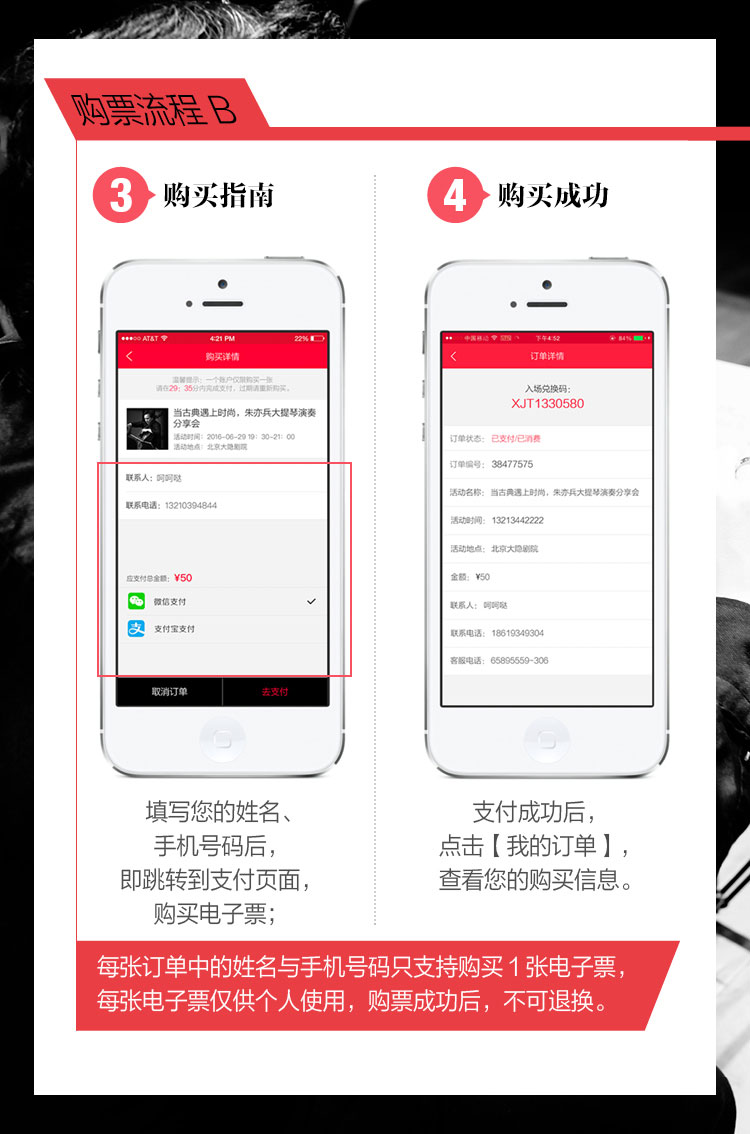 购票流程 B
3 购买指南
AT&T 4:21 PM 22%
购买详情
温馨提示：一个账户仅限购买一张
请在29：35分内完成支付，过期请重新购买。
当古典遇上时尚，朱亦兵大提琴演奏
分享会
活动时间：2016-06-29 19：30-21：00
活动地点：北京大隐剧院
联系人：呵呵哒
联系电话：13210394844
应支付总金额：¥50
微信支付
支付宝支付
取消订单 去支付
填写您的姓名、
手机号码后，
即跳转到支付页面，
购买电子票；
4 购买成功
中国移动 下午4:52 84%
订单详情
入场兑换码：
XJT1330580
订单状态：已支付/已消费
订单编号：38477575
活动名称：当古典遇上时尚，朱亦兵大提琴演奏分享会
活动时间：13213442222
活动地点：北京大隐剧院
金额：¥50
联系人：呵呵哒
联系电话：18619349304
客服电话：65895559-306
支付成功后，
点击【我的订单】，
查看您的购买信息。
每张订单中的姓名与手机号码只支持购买 1 张电子票，
每张电子票仅供个人使用，购票成功后，不可退换。